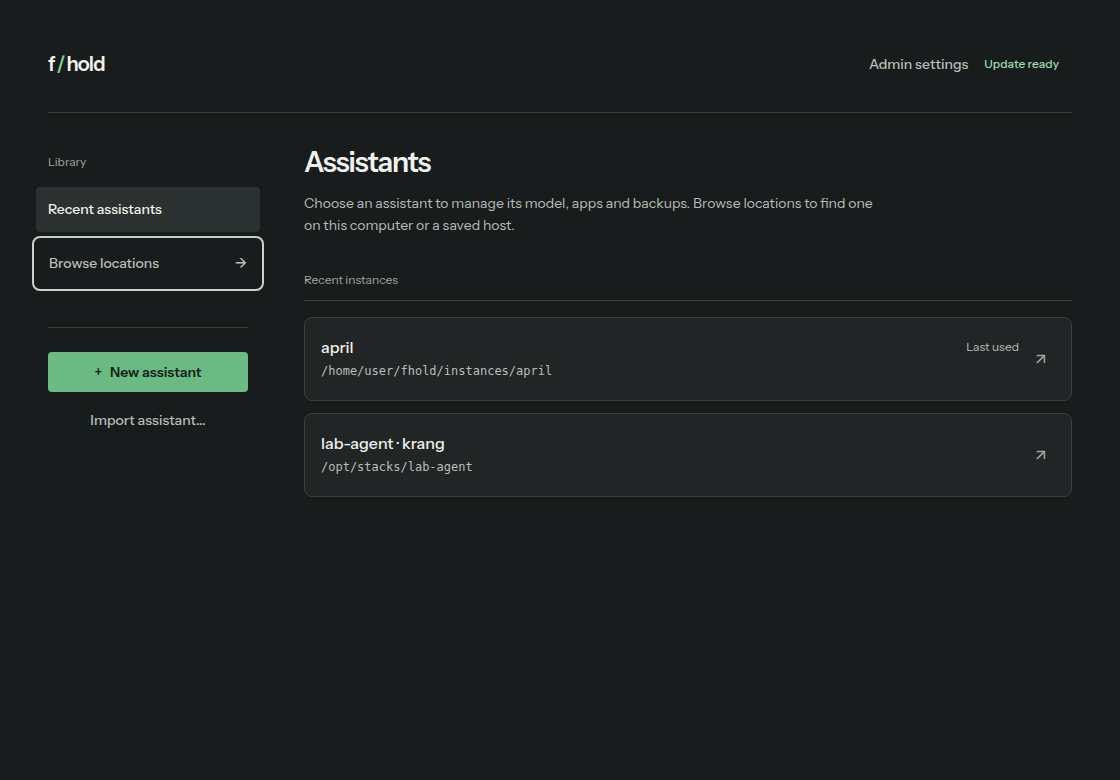 f/hold
Admin settings
Update ready
Library
Recent assistants
Browse locations →
+ New assistant
Import assistant…
Assistants
Choose an assistant to manage its model, apps and backups. Browse locations to find one
on this computer or a saved host.
Recent instances
april
Last used
/home/user/fhold/instances/april
lab-agent · krang
/opt/stacks/lab-agent